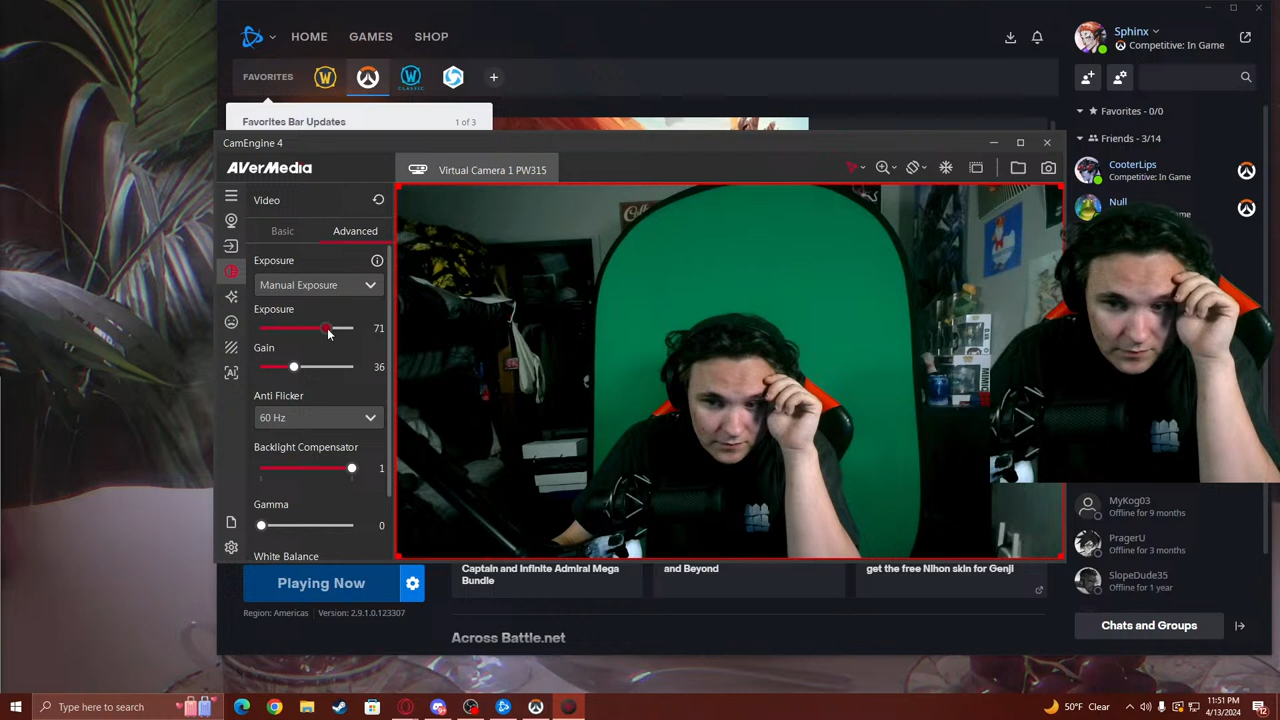 HOME GAMES SHOP
Sphinx
Competitive: In Game
FAVORITES
W
W
CLASSIC
+
Favorites Bar Updates
1 of 3
Favorites - 0/0
Friends - 3/14
CamEngine 4
AVerMedia
Virtual Camera 1 PW315
CooterLips
Competitive: In Game
Null
In Game
Video
Basic
Advanced
Exposure
Manual Exposure
Exposure
71
Gain
36
Anti Flicker
60 Hz
Backlight Compensator
1
Gamma
0
White Balance
AI
MyKog03
Offline for 9 months
PragerU
Offline for 3 months
SlopeDude35
Offline for 1 year
Captain and Infinite Admiral Mega
Bundle
and Beyond
get the free Nihon skin for Genji
Playing Now
Region: Americas Version: 2.9.1.0.123307
Across Battle.net
Chats and Groups
Type here to search
50°F Clear
11:51 PM
4/13/2024
12